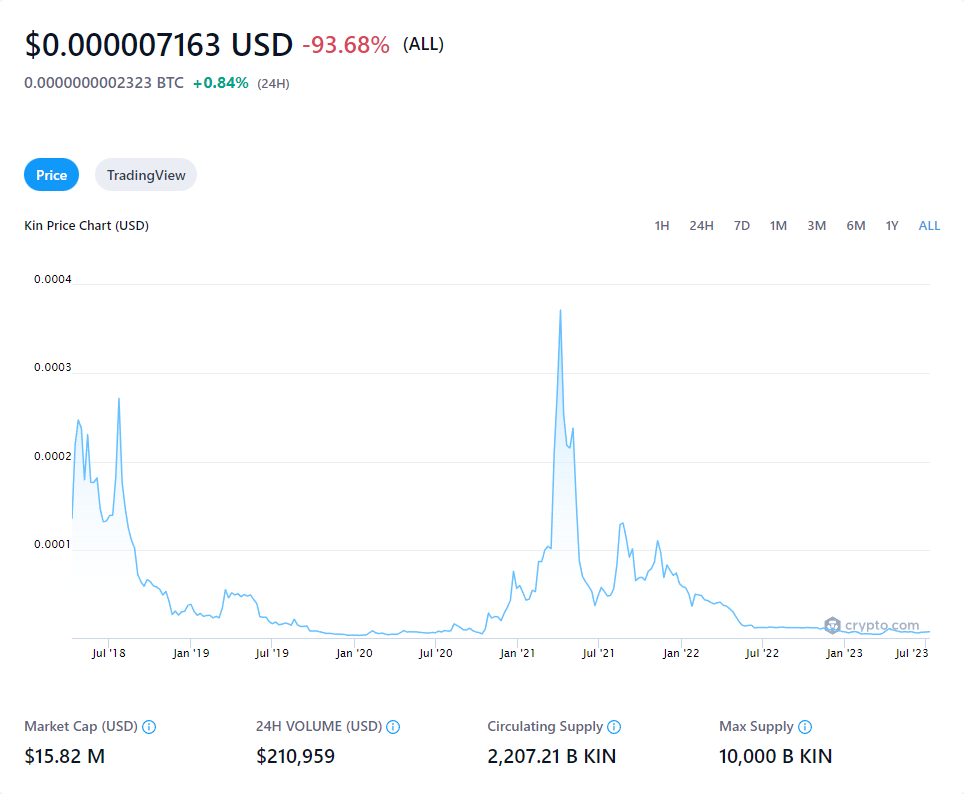 $0.000007163 USD -93.68% (ALL)
0.0000000002323 BTC +0.84% (24H)
Price TradingView
Kin Price Chart (USD) 1H 24H 7D 1M 3M 6M 1Y ALL
0.0004
0.0003
0.0002
0.0001
crypto.com
Jul '18 Jan '19 Jul '19 Jan '20 Jul '20 Jan '21 Jul '21 Jan '22 Jul '22 Jan '23 Jul '23
Market Cap (USD) 24H VOLUME (USD) Circulating Supply Max Supply
$15.82 M $210,959 2,207.21 B KIN 10,000 B KIN